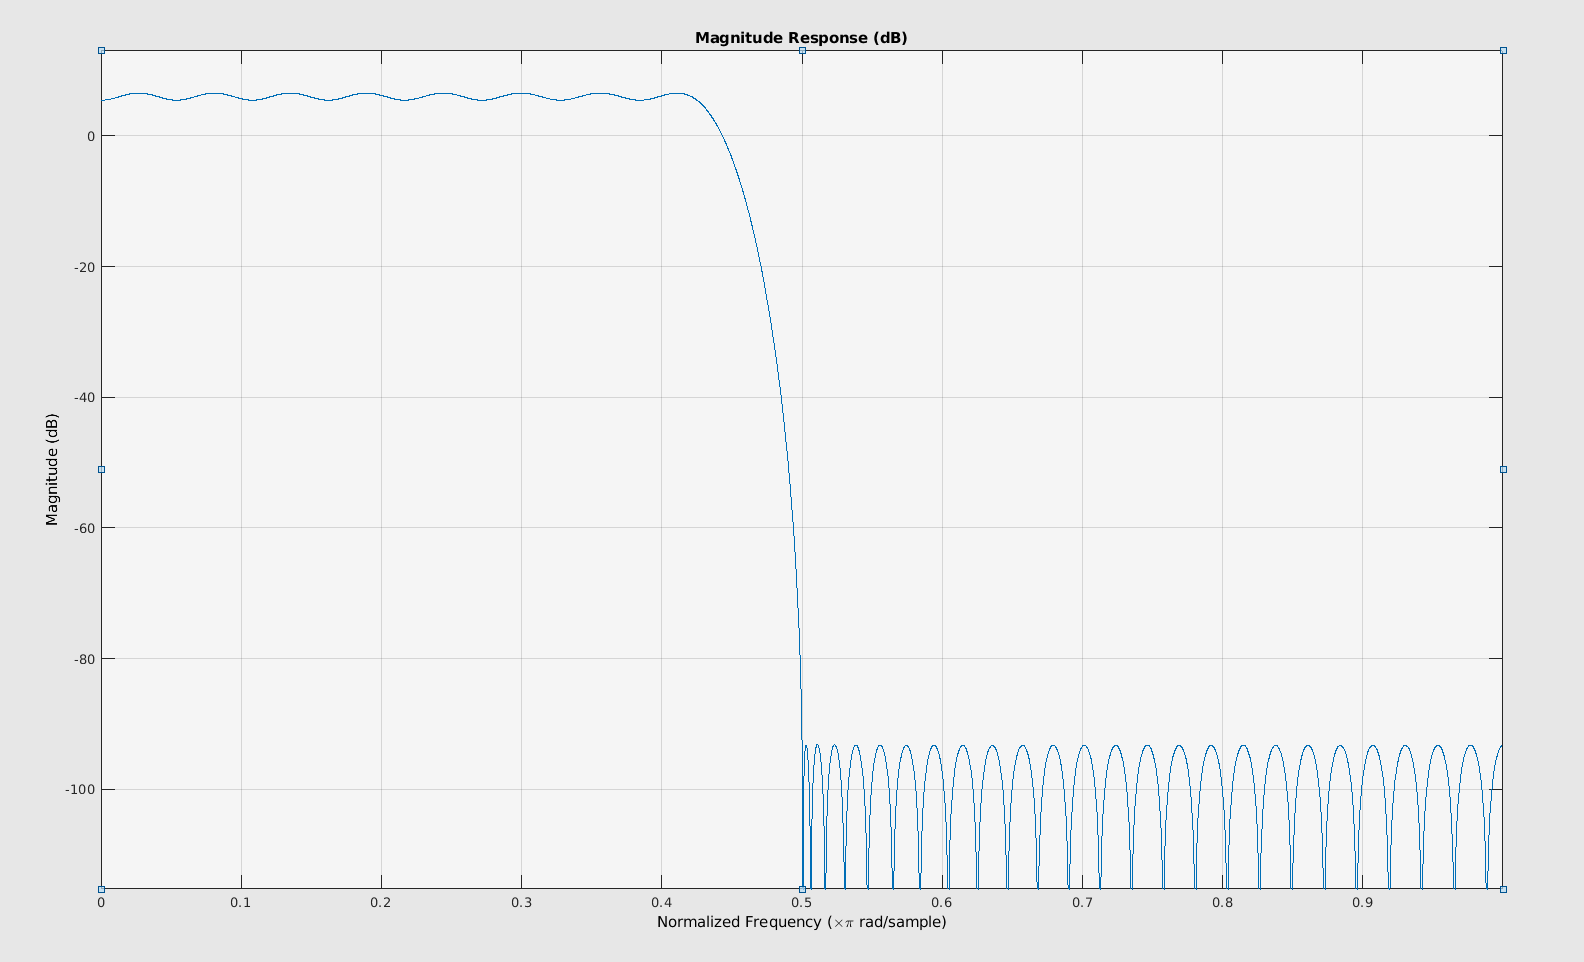 Magnitude Response (dB)
Magnitude (dB)
0
-20
-40
-60
-80
-100
0 0.1 0.2 0.3 0.4 0.5 0.6 0.7 0.8 0.9
Normalized Frequency (×π rad/sample)